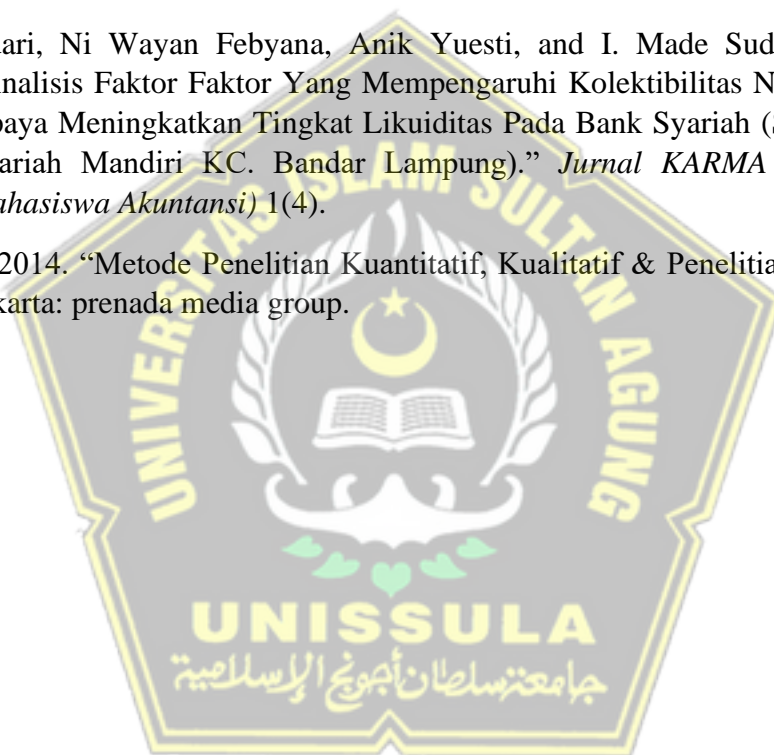 dari, Ni Wayan Febyana, Anik Yuesti, and I. Made Sud
nalisis Faktor Faktor Yang Mempengaruhi Kolektibilitas N
paya Meningkatkan Tingkat Likuiditas Pada Bank Syariah (S
ariah Mandiri KC. Bandar Lampung).” Jurnal KARMA
ahasiswa Akuntansi) 1(4).
2014. “Metode Penelitian Kuantitatif, Kualitatif & Penelitia
karta: prenada media group.
UNIVERSITAS ISLAM SULTAN AGUNG
UNISSULA
جامعة سلطان أجونج الإسلامية